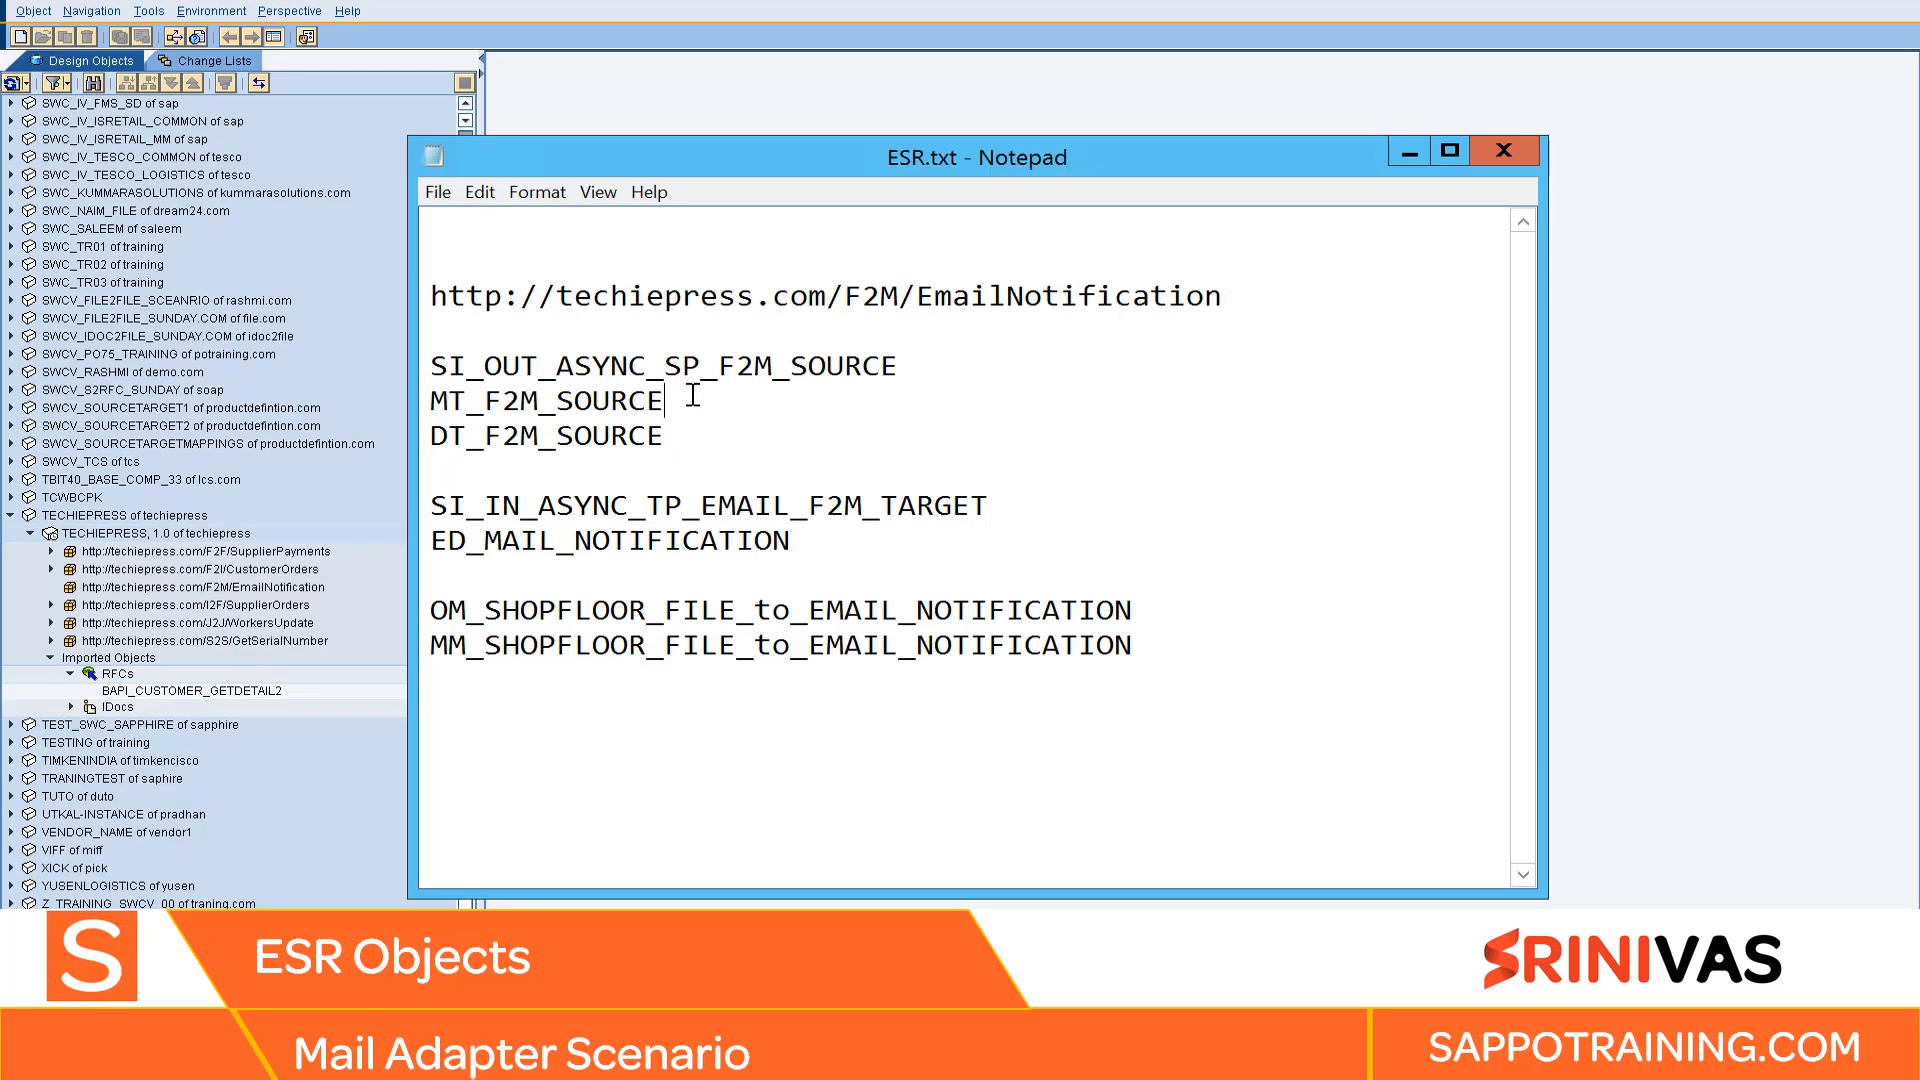 Object Navigation Tools Environment Perspective Help
Design Objects Change Lists
SWC_IV_FMS_SD of sap
SWC_IV_ISRETAIL_COMMON of sap
SWC_IV_ISRETAIL_MM of sap
SWC_IV_TESCO_COMMON of tesco
SWC_IV_TESCO_LOGISTICS of tesco
SWC_KUMMARASOLUTIONS of kummarasolutions.com
SWC_NAIM_FILE of dream24.com
SWC_SALEEM of saleem
SWC_TR01 of training
SWC_TR02 of training
SWC_TR03 of training
SWCV_FILE2FILE_SCEANRIO of rashmi.com
SWCV_FILE2FILE_SUNDAY.COM of file.com
SWCV_IDOC2FILE_SUNDAY.COM of idoc2file
SWCV_PO75_TRAINING of potraining.com
SWCV_RASHMI of demo.com
SWCV_S2RFC_SUNDAY of soap
SWCV_SOURCETARGET1 of productdefintion.com
SWCV_SOURCETARGET2 of productdefintion.com
SWCV_SOURCETARGETMAPPINGS of productdefintion.com
SWCV_TCS of tcs
TBIT40_BASE_COMP_33 of lcs.com
TCWBCPK
TECHIEPRESS of techiepress
TECHIEPRESS, 1.0 of techiepress
http://techiepress.com/F2F/SupplierPayments
http://techiepress.com/F2I/CustomerOrders
http://techiepress.com/F2M/EmailNotification
http://techiepress.com/I2F/SupplierOrders
http://techiepress.com/J2J/WorkersUpdate
http://techiepress.com/S2S/GetSerialNumber
Imported Objects
RFCs
BAPI_CUSTOMER_GETDETAIL2
IDocs
TEST_SWC_SAPPHIRE of sapphire
TESTING of training
TIMKENINDIA of timkencisco
TRANINGTEST of saphire
TUTO of duto
UTKAL-INSTANCE of pradhan
VENDOR_NAME of vendor1
VIFF of miff
XICK of pick
YUSENLOGISTICS of yusen
Z_TRAINING_SWCV_00 of traning.com
ESR.txt - Notepad
File Edit Format View Help
http://techiepress.com/F2M/EmailNotification
SI_OUT_ASYNC_SP_F2M_SOURCE
MT_F2M_SOURCE
DT_F2M_SOURCE
SI_IN_ASYNC_TP_EMAIL_F2M_TARGET
ED_MAIL_NOTIFICATION
OM_SHOPFLOOR_FILE_to_EMAIL_NOTIFICATION
MM_SHOPFLOOR_FILE_to_EMAIL_NOTIFICATION
S
ESR Objects
SRINIVAS
Mail Adapter Scenario
SAPPOTRAINING.COM